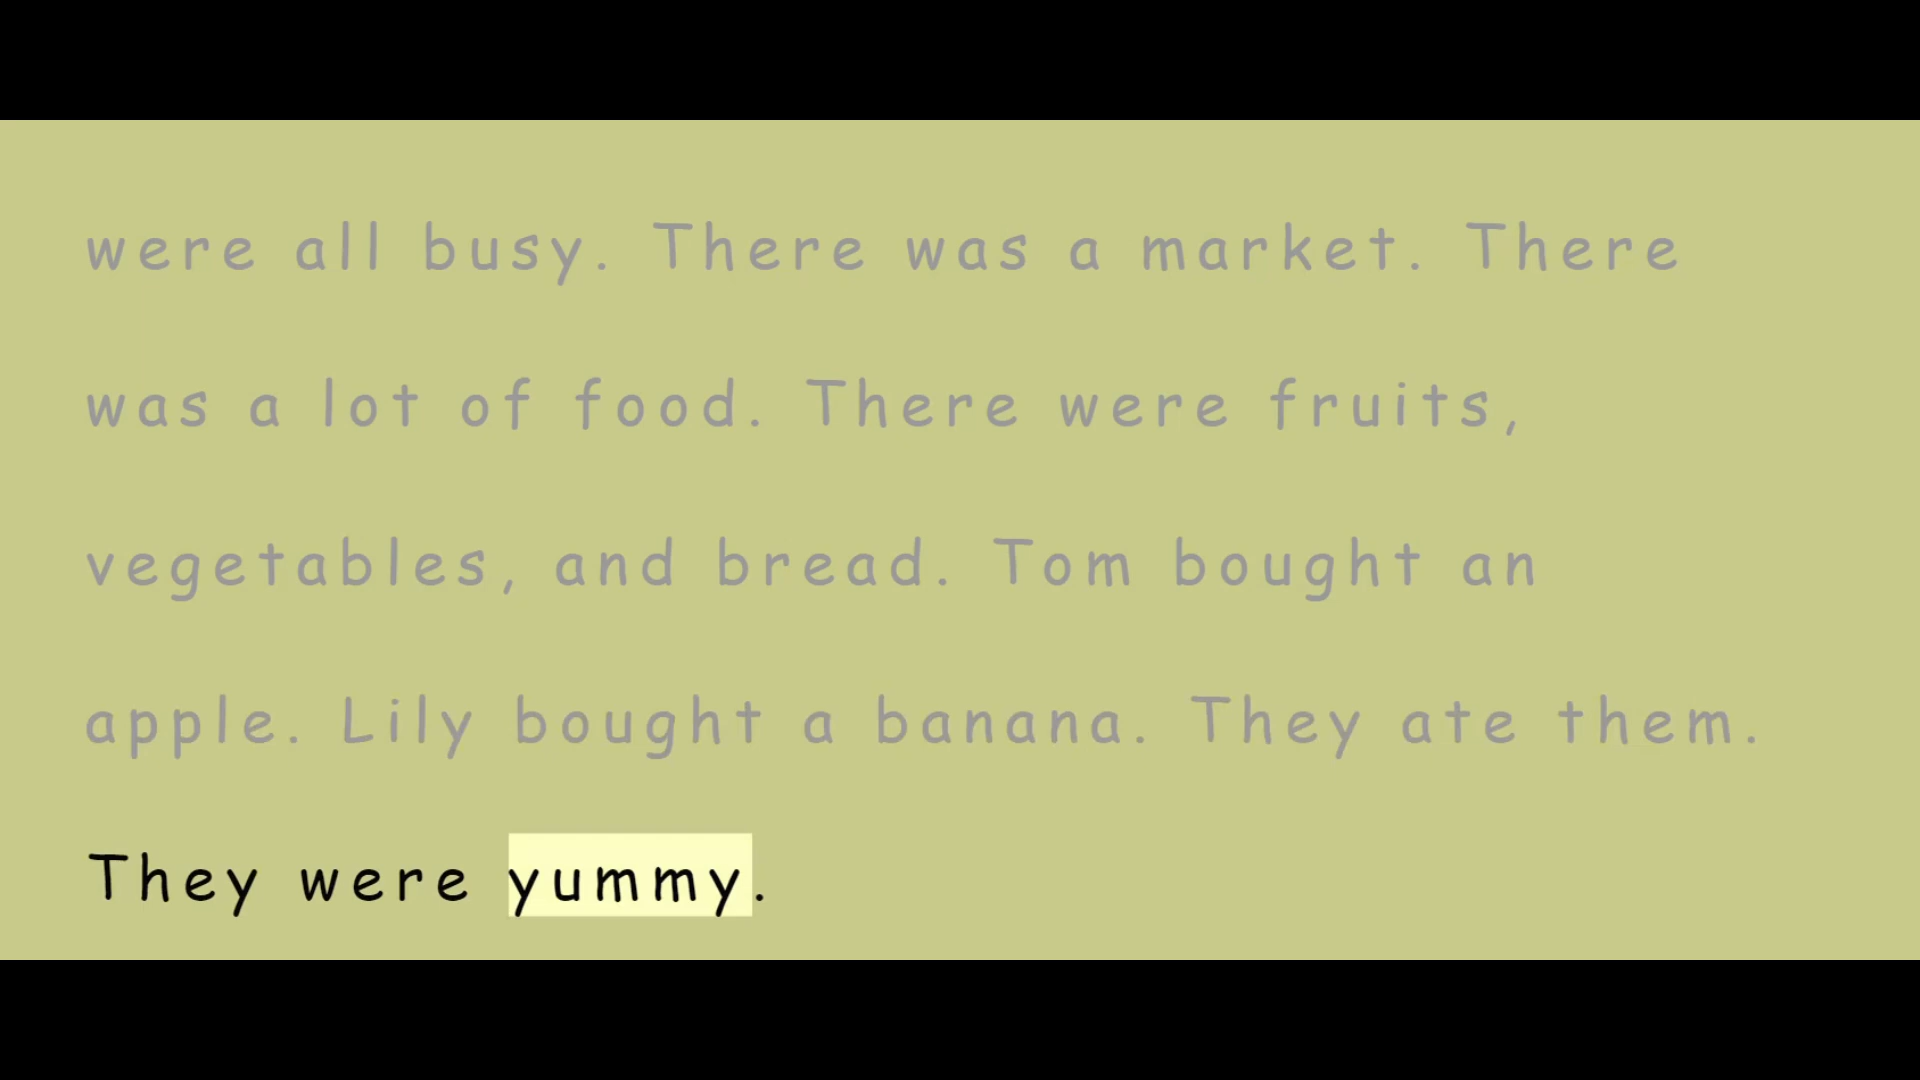 were all busy. There was a market. There
was a lot of food. There were fruits,
vegetables, and bread. Tom bought an
apple. Lily bought a banana. They ate them.
They were yummy.